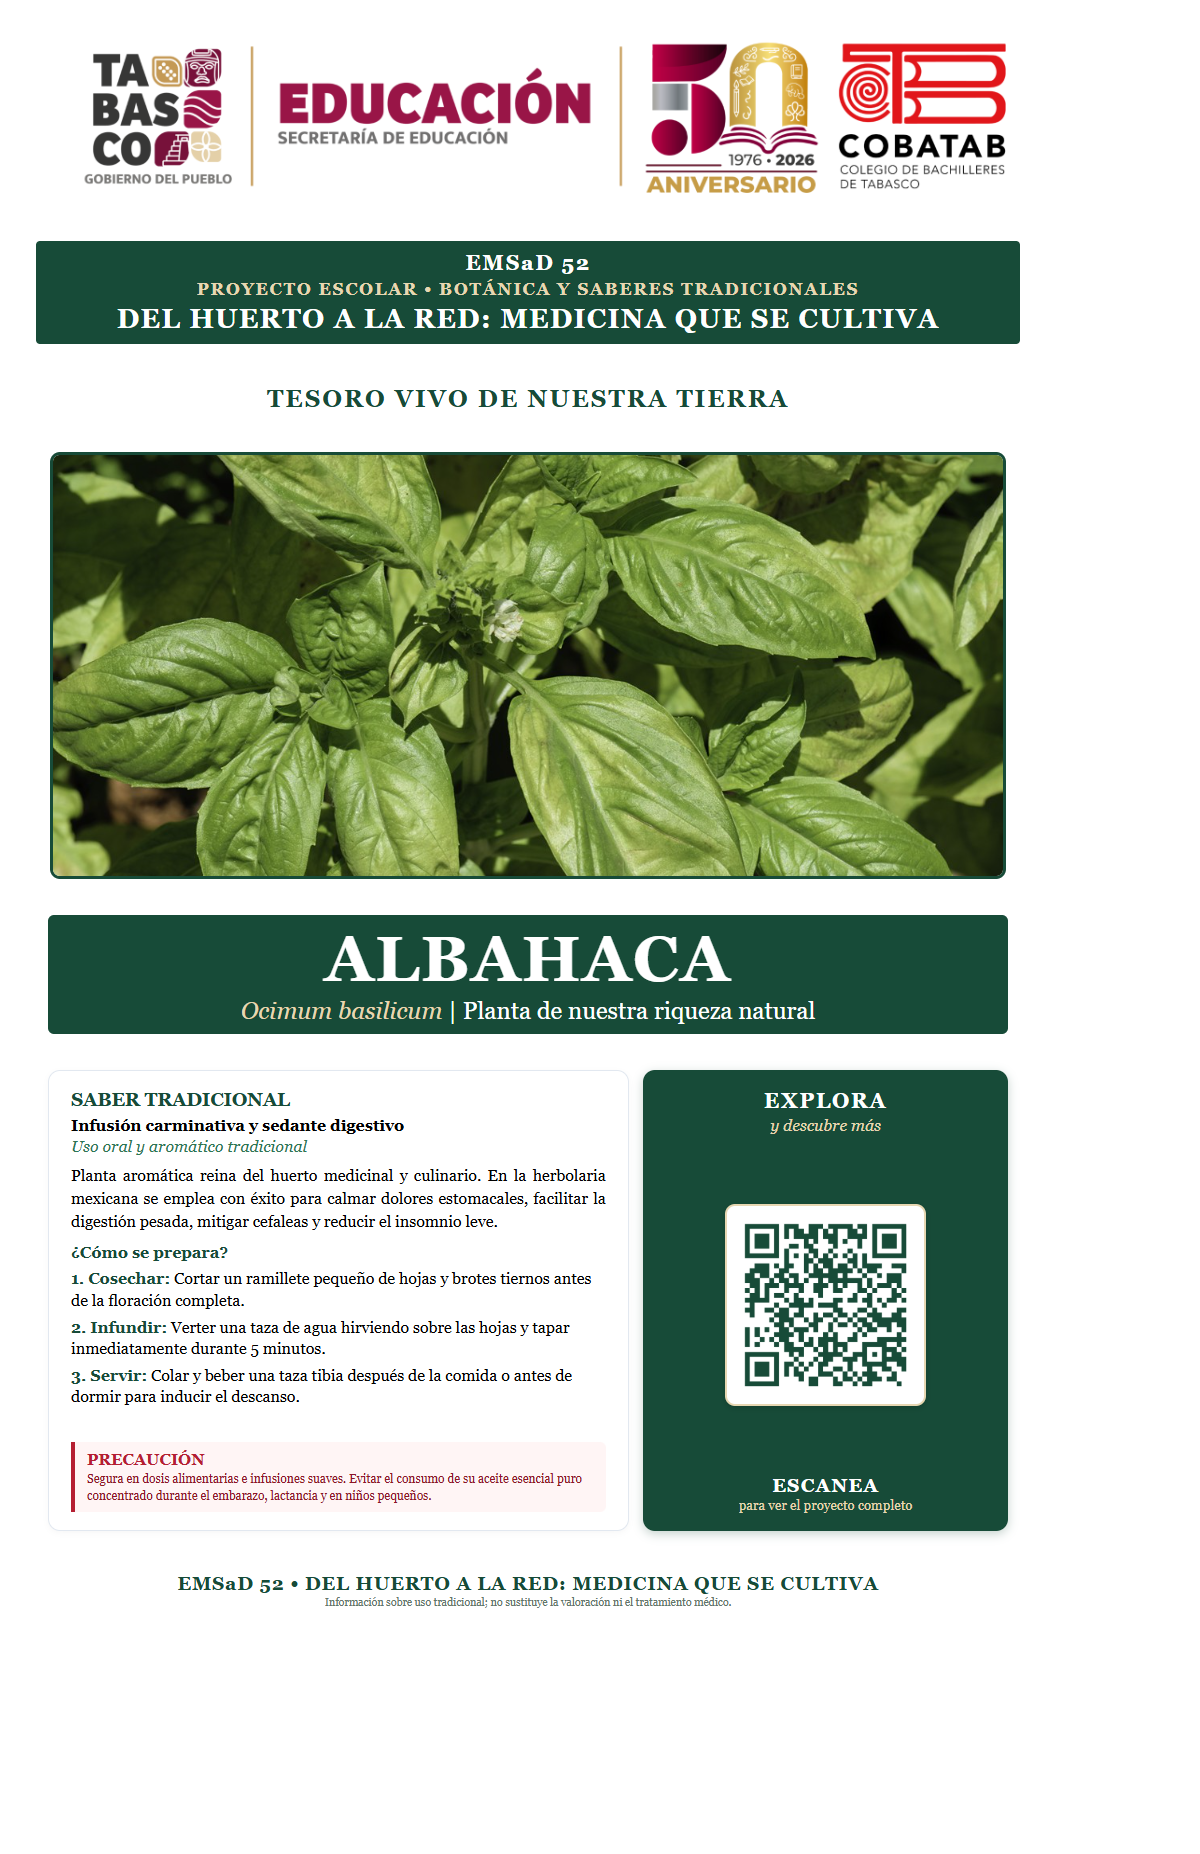 TA
BAS
CO
GOBIERNO DEL PUEBLO
EDUCACIÓN
SECRETARÍA DE EDUCACIÓN
50
1976 • 2026
ANIVERSARIO
COBATAB
COLEGIO DE BACHILLERES
DE TABASCO
EMSaD 52
PROYECTO ESCOLAR • BOTÁNICA Y SABERES TRADICIONALES
DEL HUERTO A LA RED: MEDICINA QUE SE CULTIVA
TESORO VIVO DE NUESTRA TIERRA
ALBAHACA
Ocimum basilicum | Planta de nuestra riqueza natural
SABER TRADICIONAL
Infusión carminativa y sedante digestivo
Uso oral y aromático tradicional
Planta aromática reina del huerto medicinal y culinario. En la herbolaria
mexicana se emplea con éxito para calmar dolores estomacales, facilitar la
digestión pesada, mitigar cefaleas y reducir el insomnio leve.
¿Cómo se prepara?
1. Cosechar: Cortar un ramillete pequeño de hojas y brotes tiernos antes
de la floración completa.
2. Infundir: Verter una taza de agua hirviendo sobre las hojas y tapar
inmediatamente durante 5 minutos.
3. Servir: Colar y beber una taza tibia después de la comida o antes de
dormir para inducir el descanso.
PRECAUCIÓN
Segura en dosis alimentarias e infusiones suaves. Evitar el consumo de su aceite esencial puro
concentrado durante el embarazo, lactancia y en niños pequeños.
EXPLORA
y descubre más
ESCANEA
para ver el proyecto completo
EMSaD 52 • DEL HUERTO A LA RED: MEDICINA QUE SE CULTIVA
Información sobre uso tradicional; no sustituye la valoración ni el tratamiento médico.